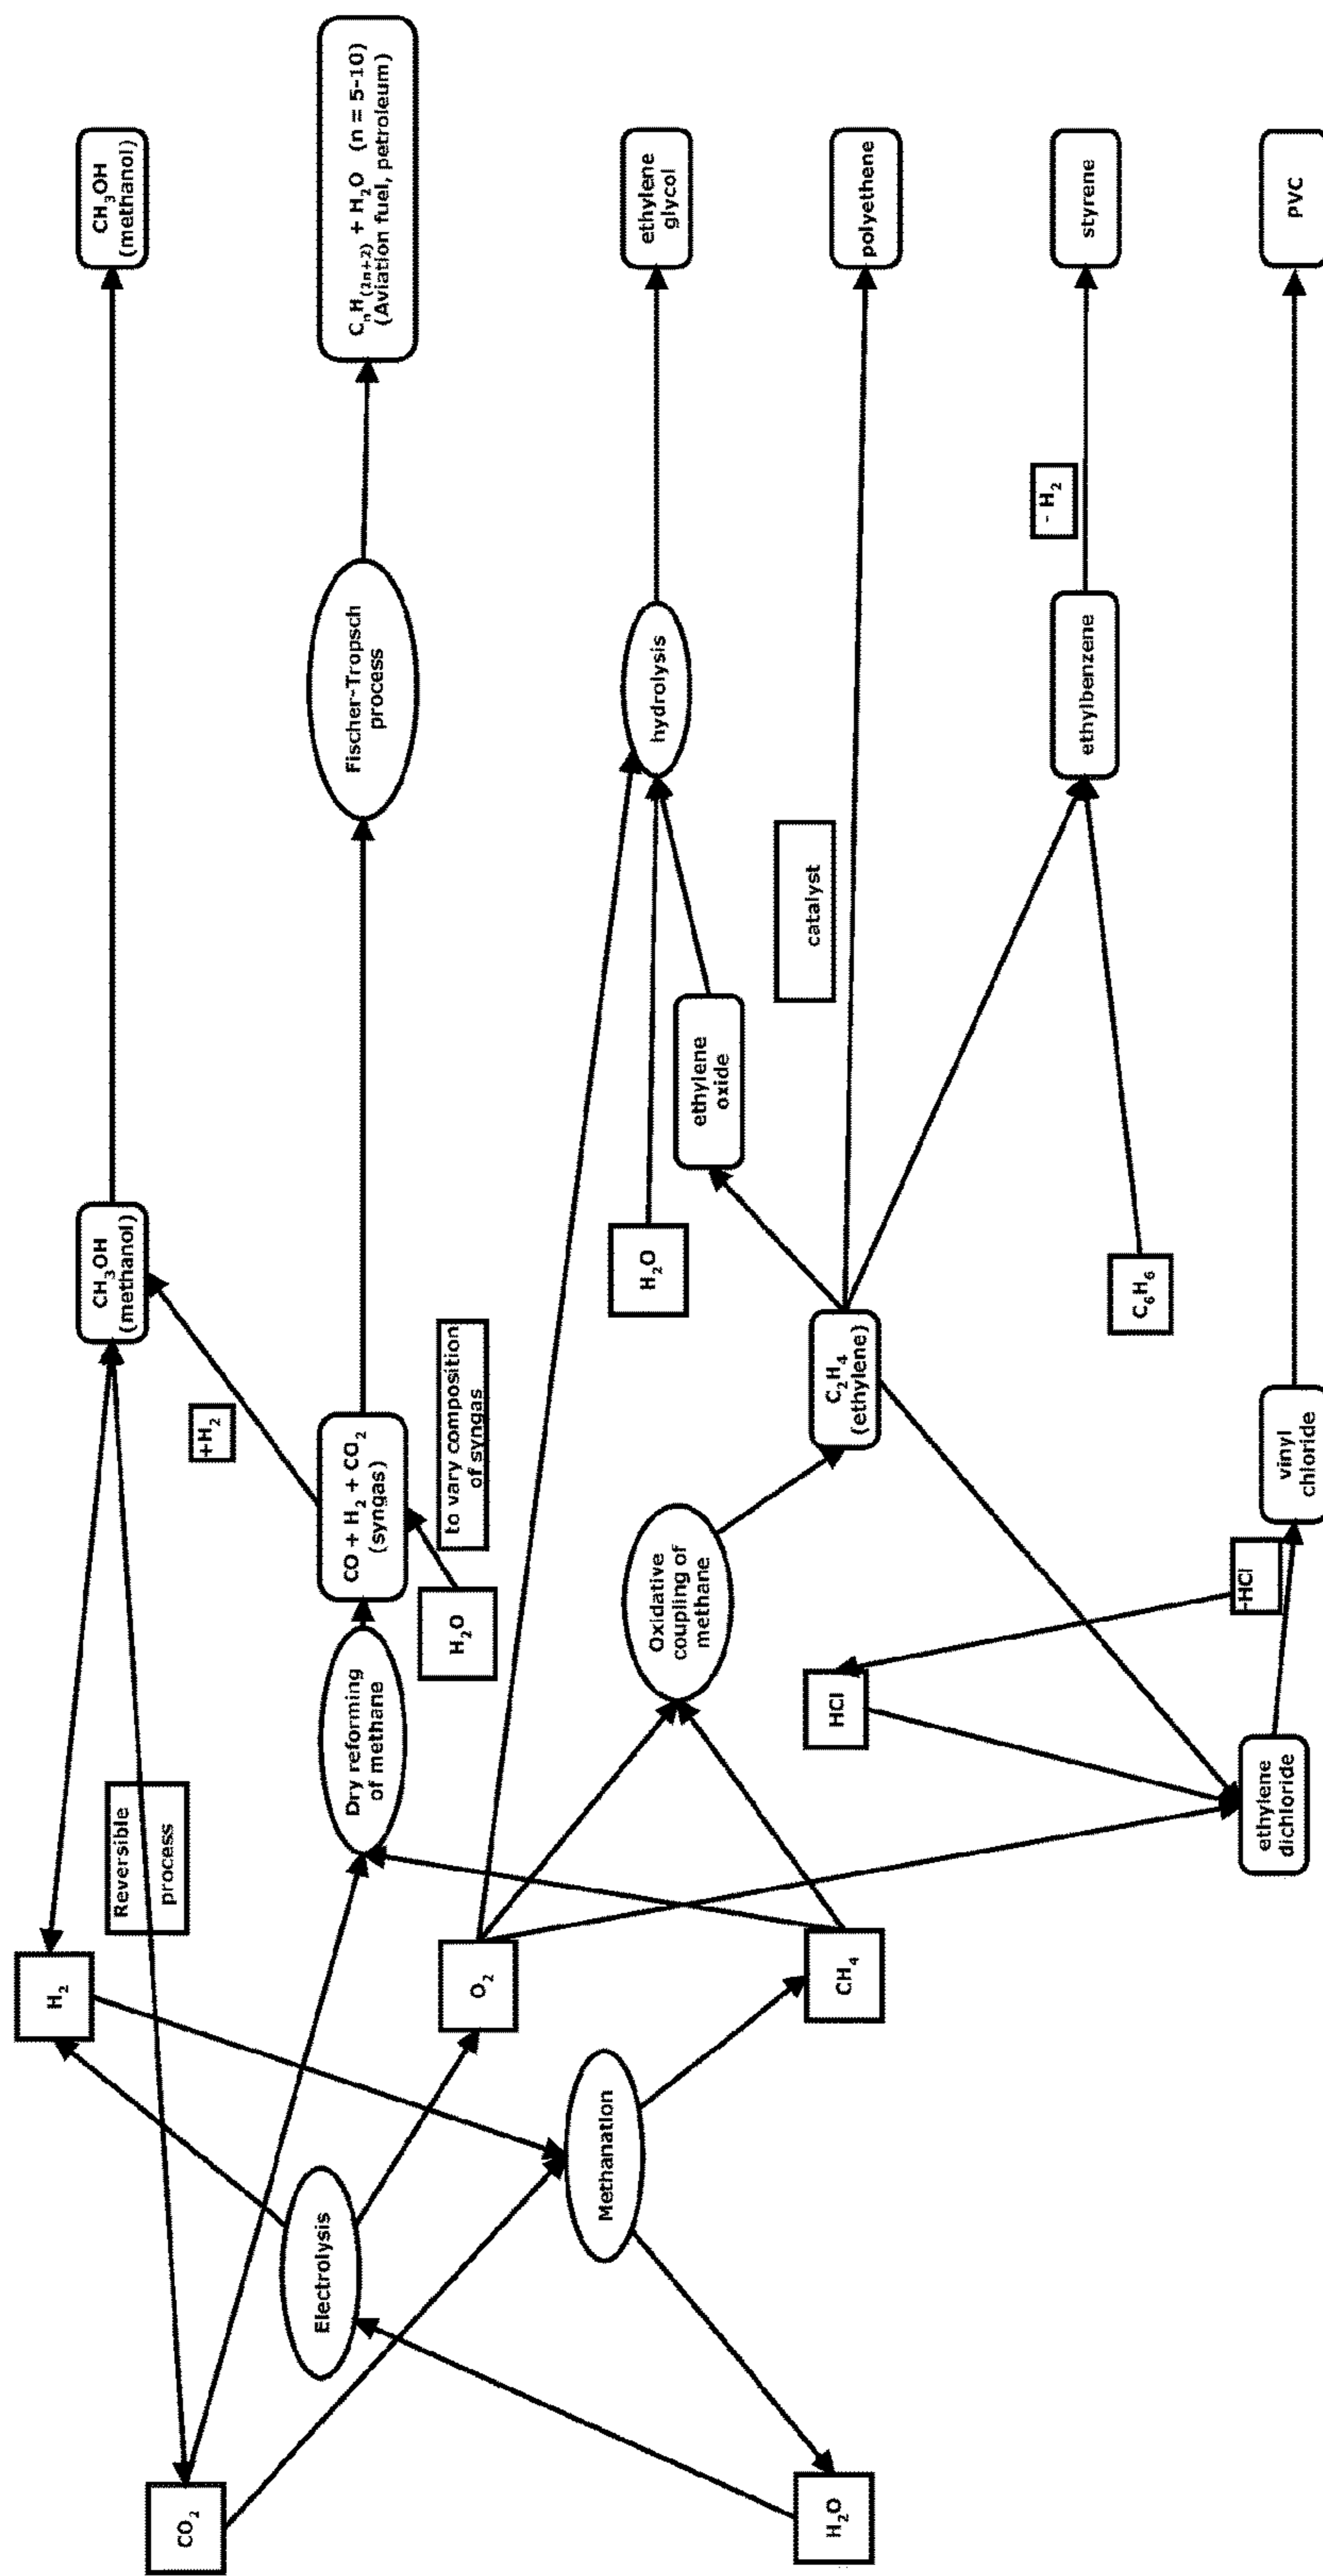 CO₂
H₂O
Electrolysis
Methanation
H₂
O₂
CH₄
Reversible
process
Dry reforming
of methane
H₂O
to vary composition
of syngas
CO + H₂ + CO₂
(syngas)
+H₂
CH₃OH
(methanol)
CH₃OH
(methanol)
Fischer-Tropsch
process
CₙH₍₂ₙ₊₂₎ + H₂O (n = 5-10)
(Aviation fuel, petroleum)
Oxidative
coupling of
methane
C₂H₄
(ethylene)
H₂O
ethylene
oxide
hydrolysis
ethylene
glycol
catalyst
polyethene
C₆H₆
ethylbenzene
- H₂
styrene
HCl
-HCl
ethylene
dichloride
vinyl
chloride
PVC